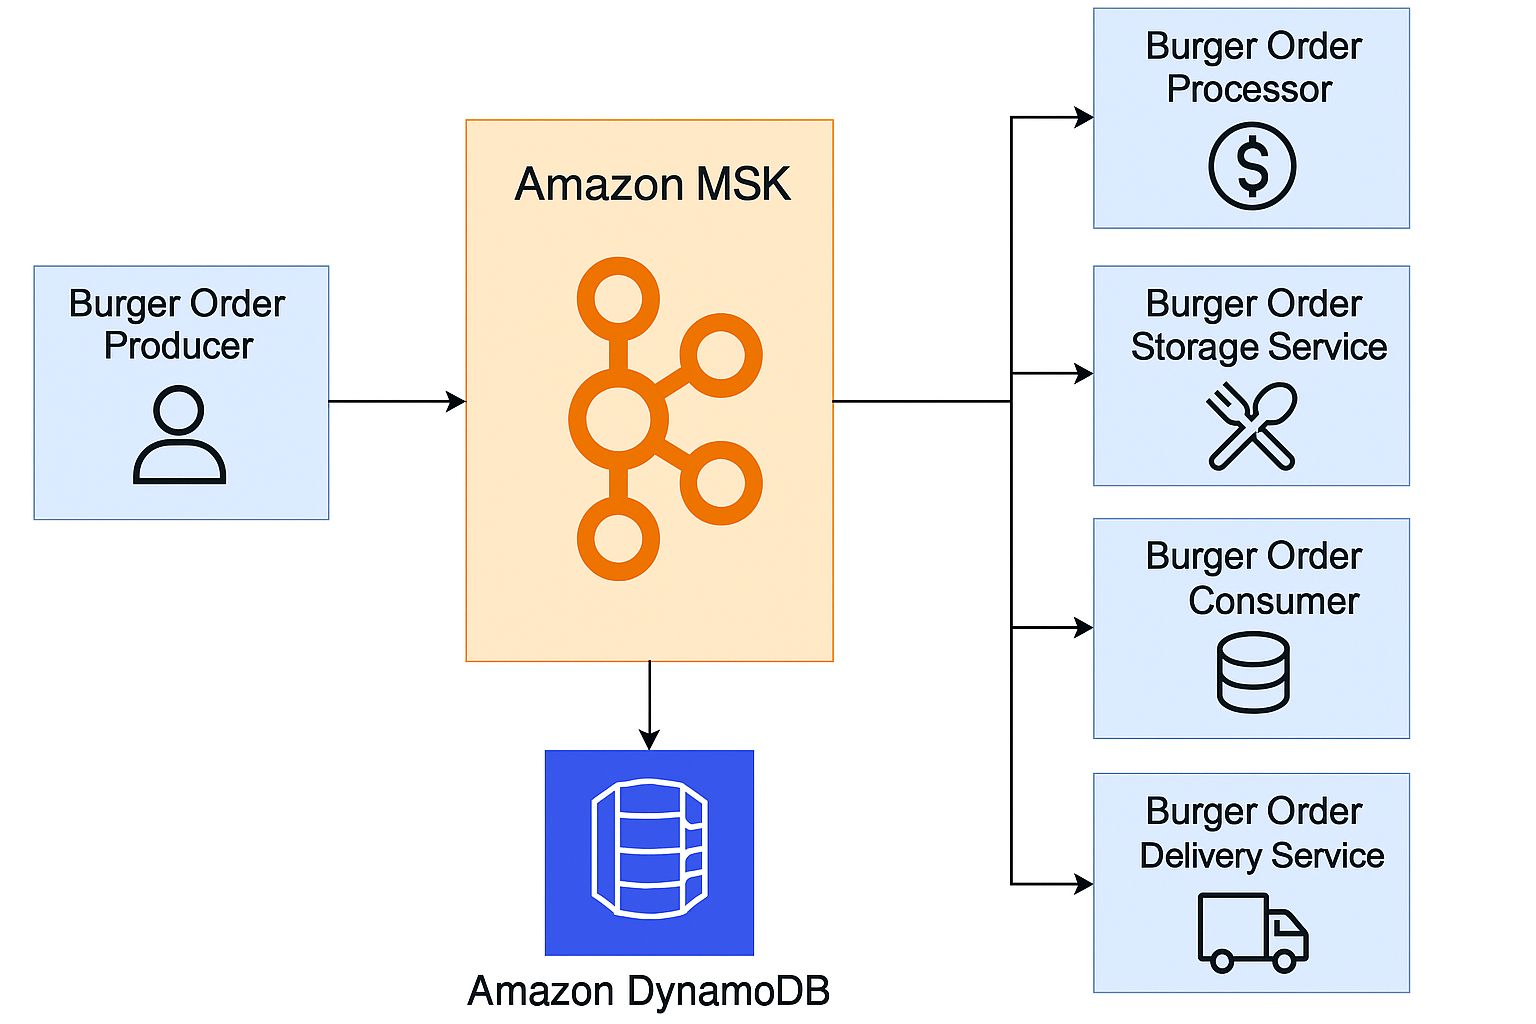 Burger Order
Producer
Amazon MSK
Amazon DynamoDB
Burger Order
Processor
$
Burger Order
Storage Service
Burger Order
Consumer
Burger Order
Delivery Service